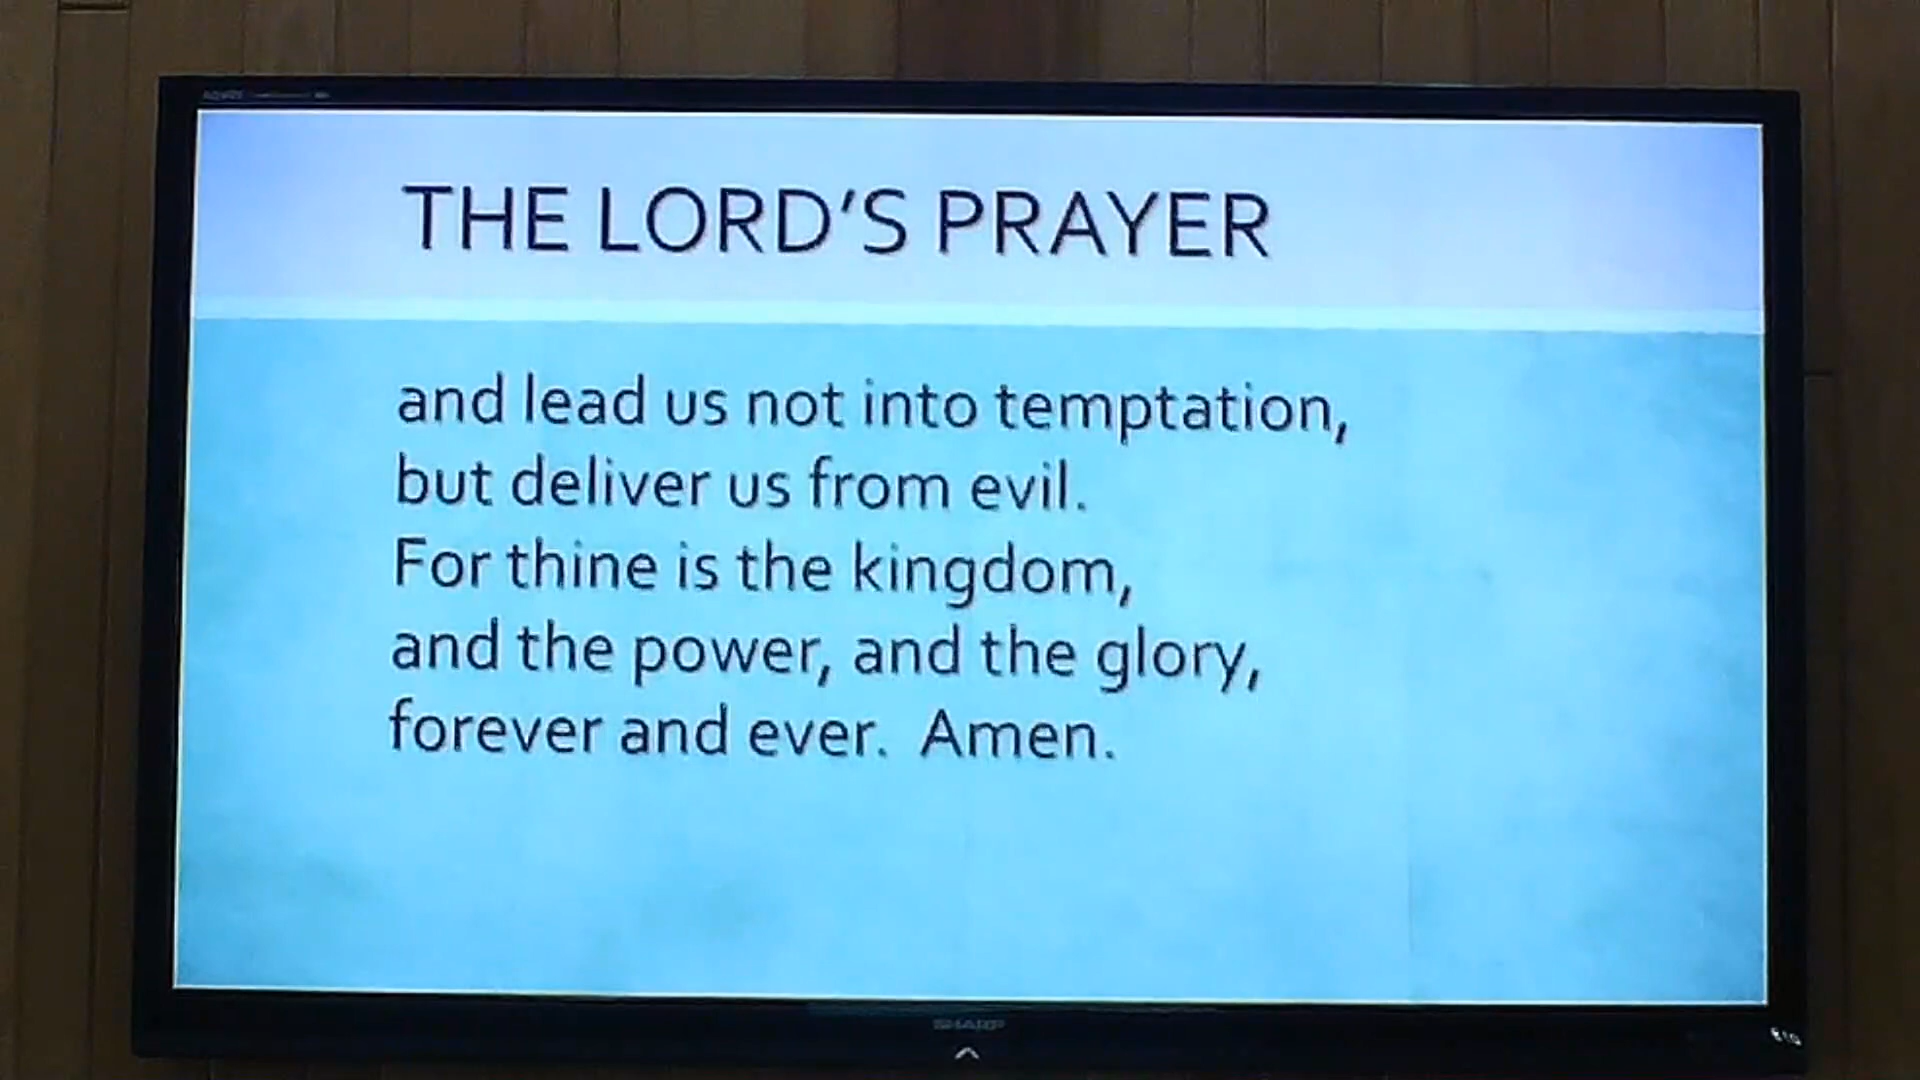 THE LORD'S PRAYER
and lead us not into temptation,
but deliver us from evil.
For thine is the kingdom,
and the power, and the glory,
forever and ever.  Amen.
SHARP